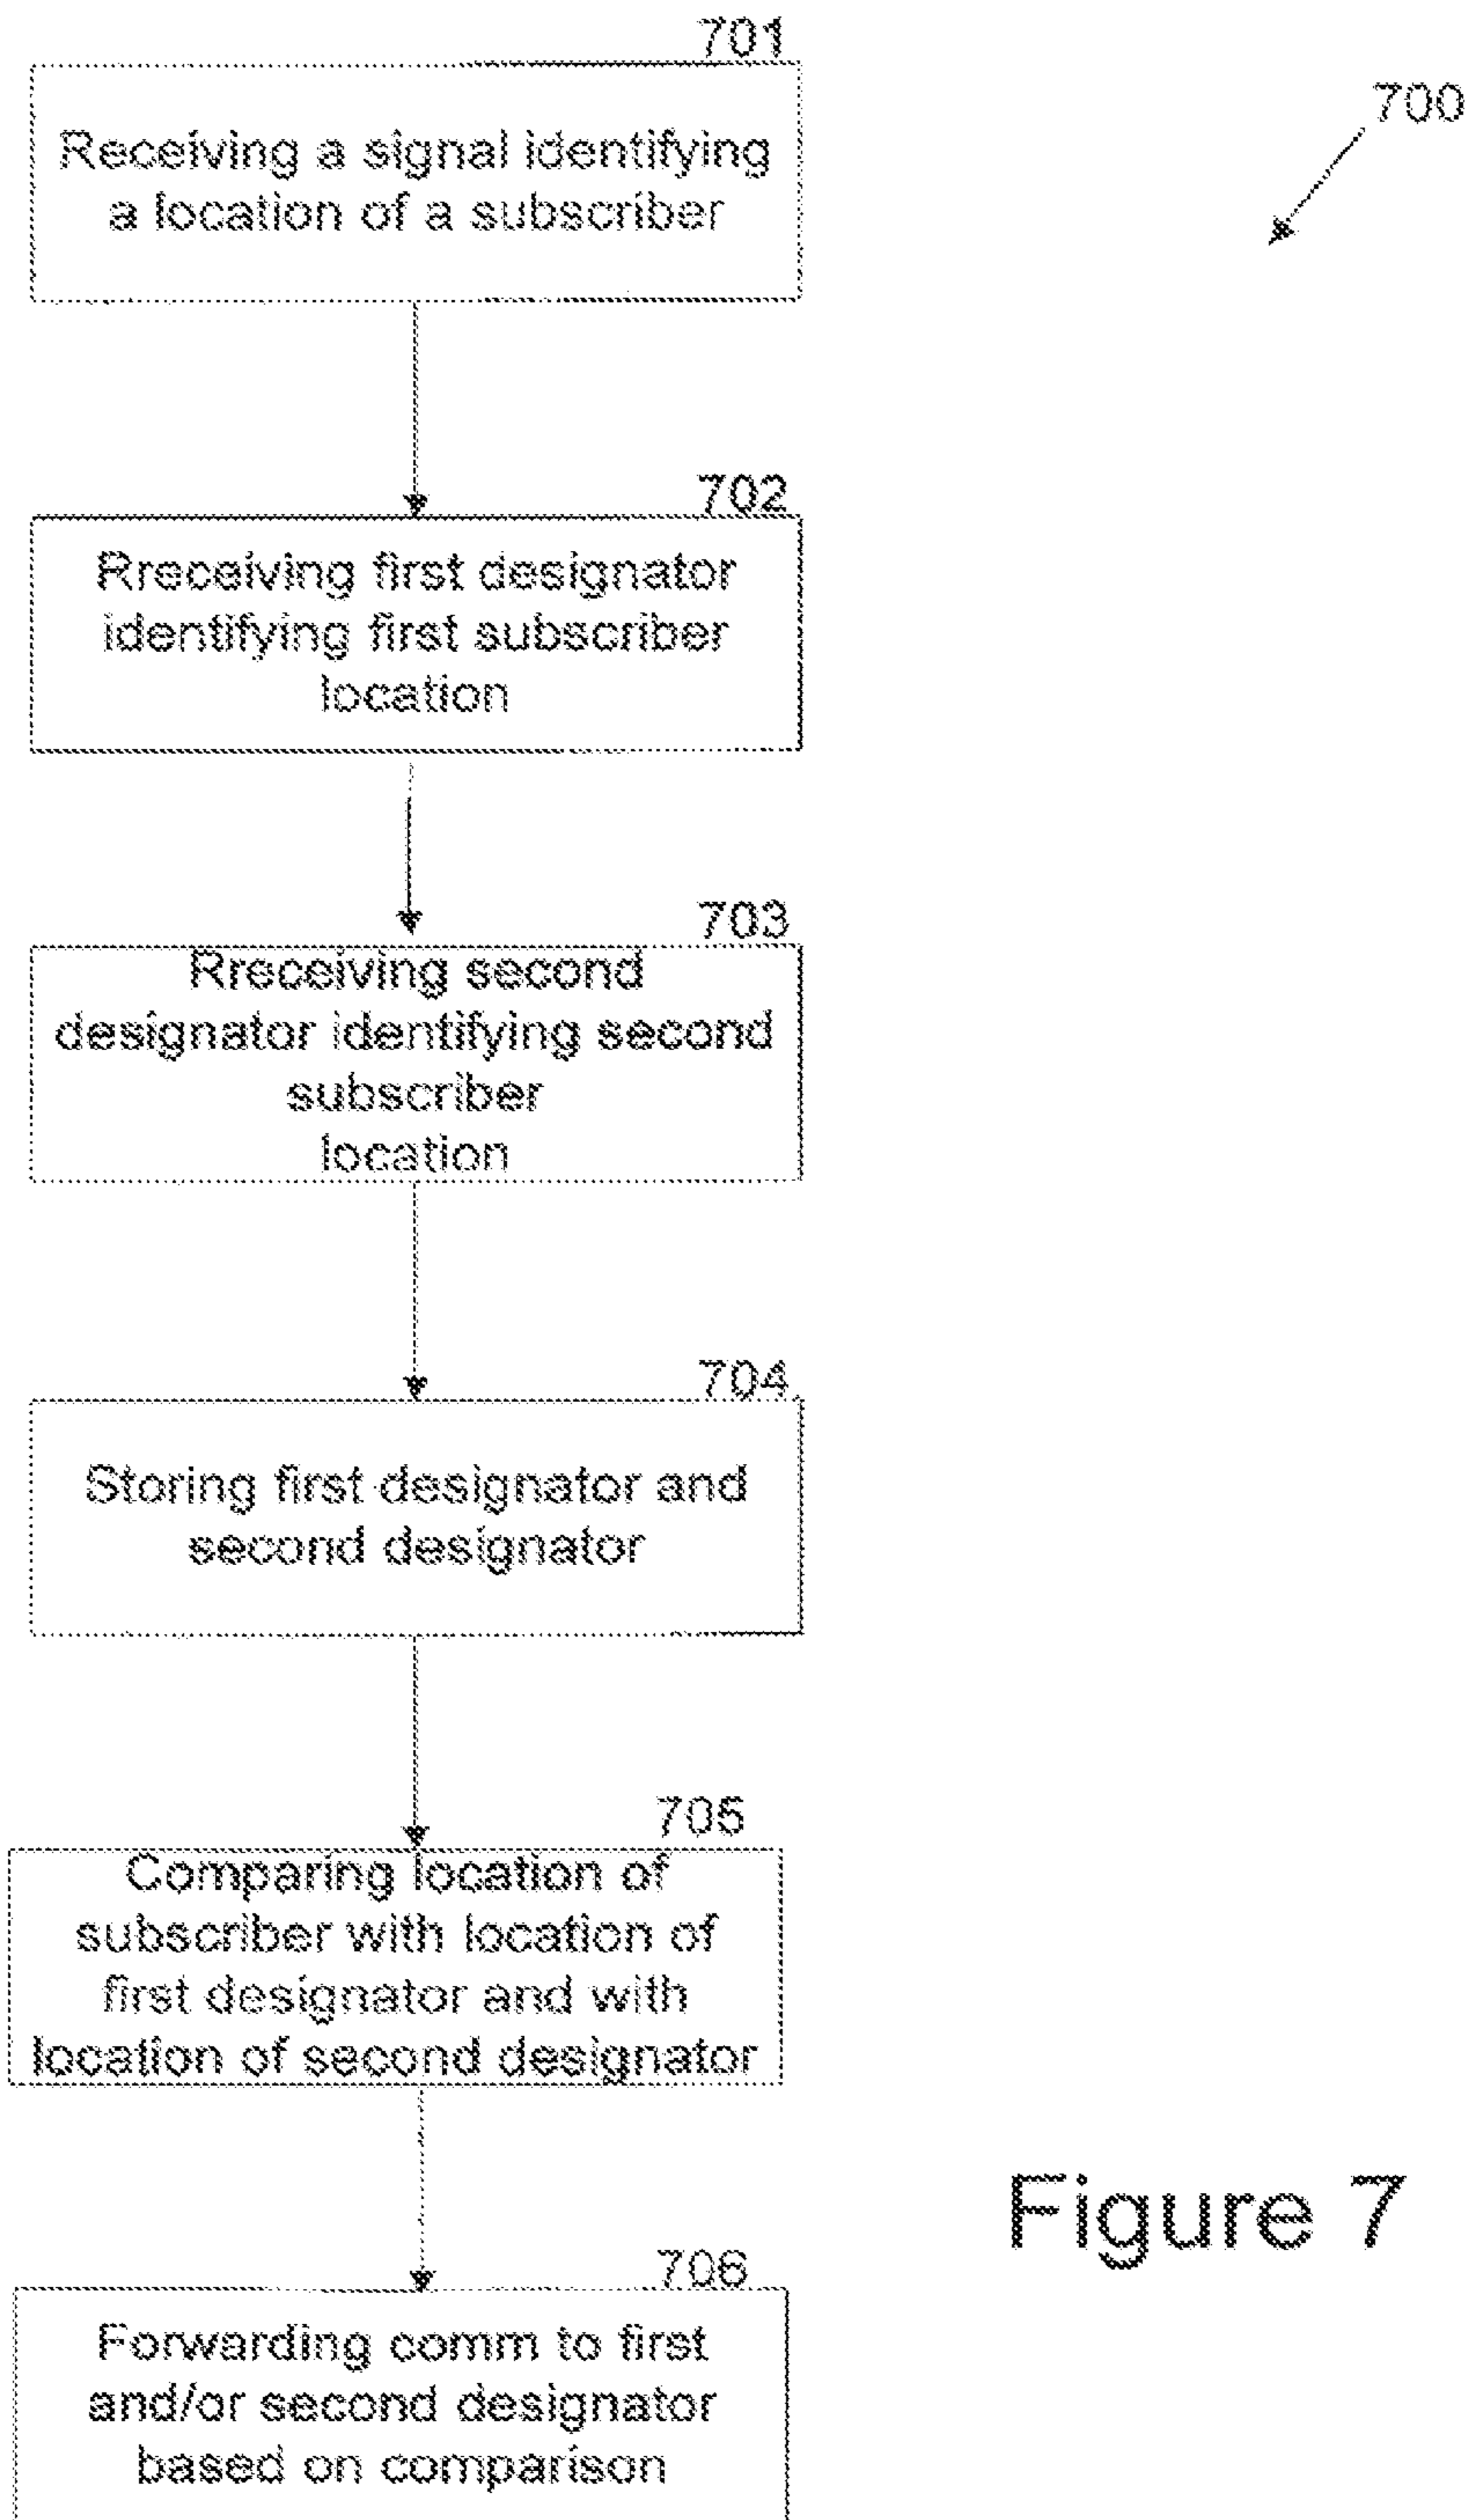 701
700
Receiving a signal identifying
a location of a subscriber
702
Rreceiving first designator
identifying first subscriber
location
703
Rreceiving second
designator identifying second
subscriber
location
704
Storing first designator and
second designator
705
Comparing location of
subscriber with location of
first designator and with
location of second designator
706
Forwarding comm to first
and/or second designator
based on comparison
Figure 7